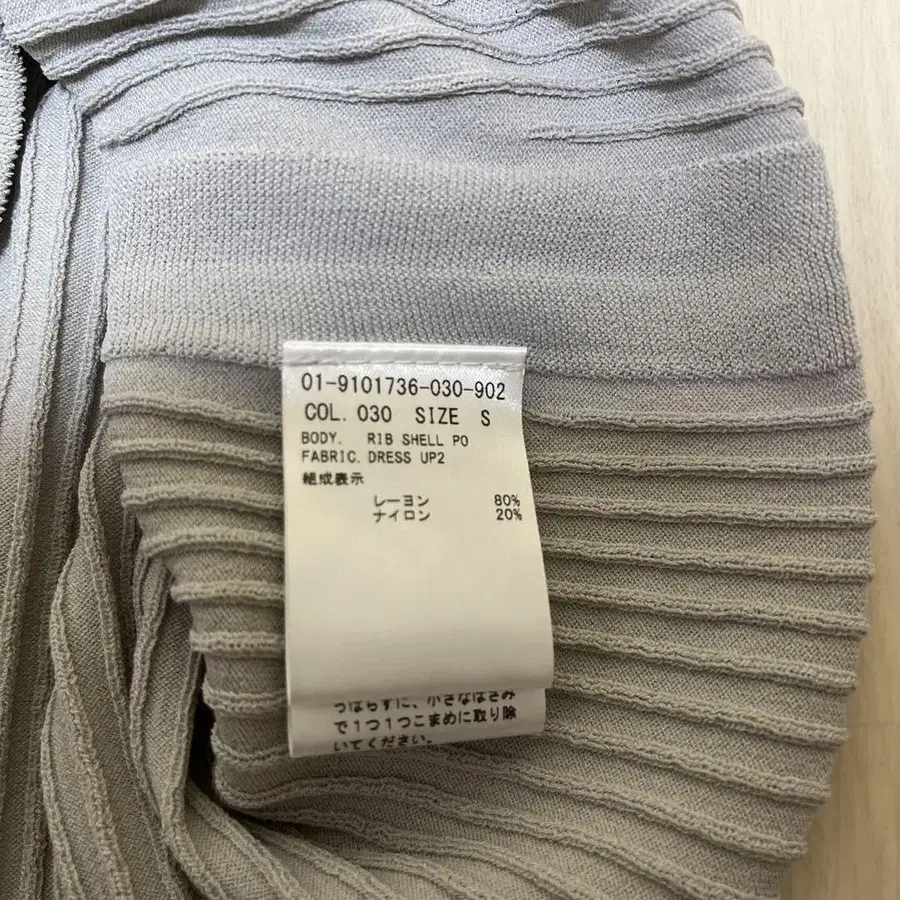 01-9101736-030-902
COL. 030 SIZE S
BODY. RIB SHELL PO
FABRIC. DRESS UP2
組成表示
レーヨン 80%
ナイロン 20%
っぱらずに、小さなはさみ
で1つ1つこまめに取り除
いてください。